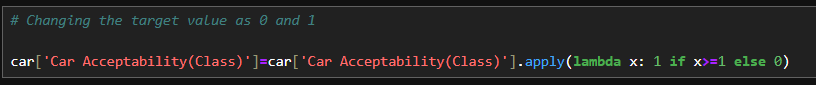 # Changing the target value as 0 and 1
car['Car Acceptability(Class)']=car['Car Acceptability(Class)'].apply(lambda x: 1 if x>=1 else 0)